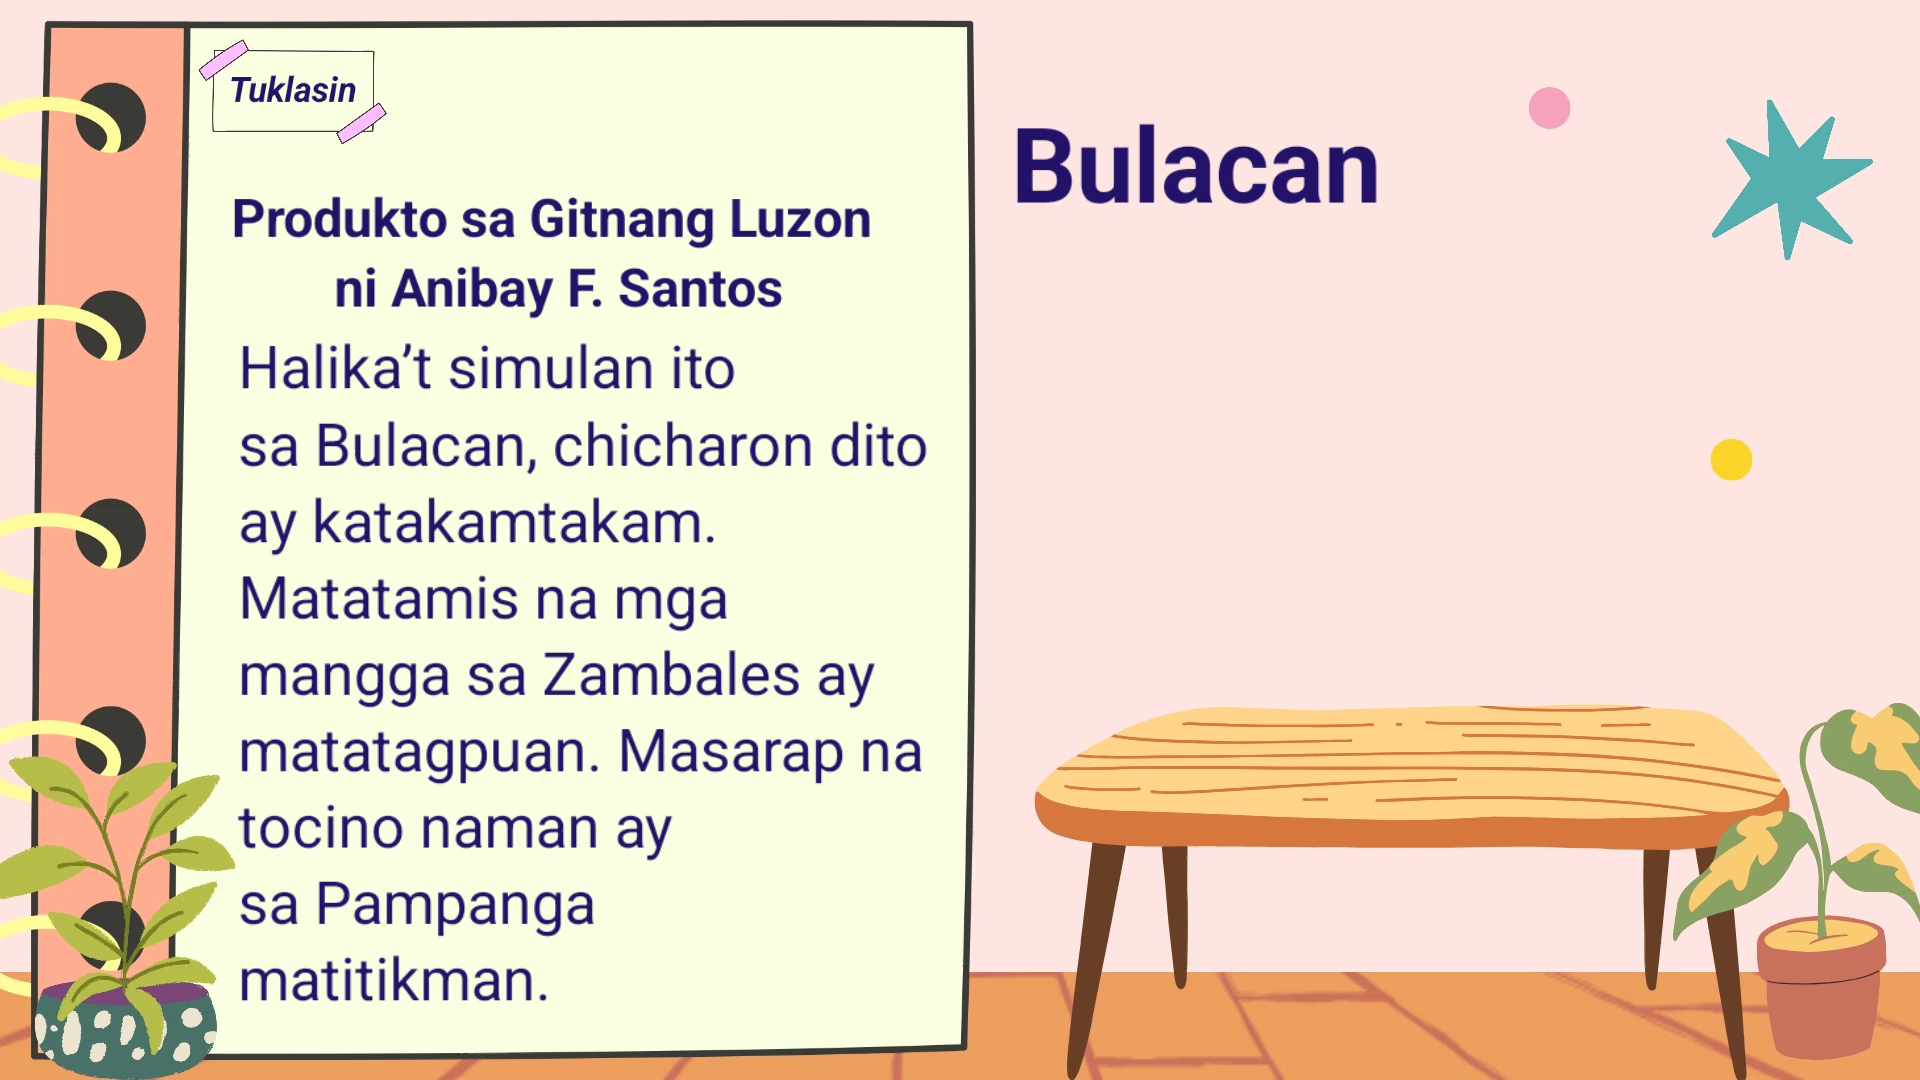 Tuklasin
Produkto sa Gitnang Luzon
ni Anibay F. Santos
Halika’t simulan ito
sa Bulacan, chicharon dito
ay katakamtakam.
Matatamis na mga
mangga sa Zambales ay
matatagpuan. Masarap na
tocino naman ay
sa Pampanga
matitikman.
Bulacan